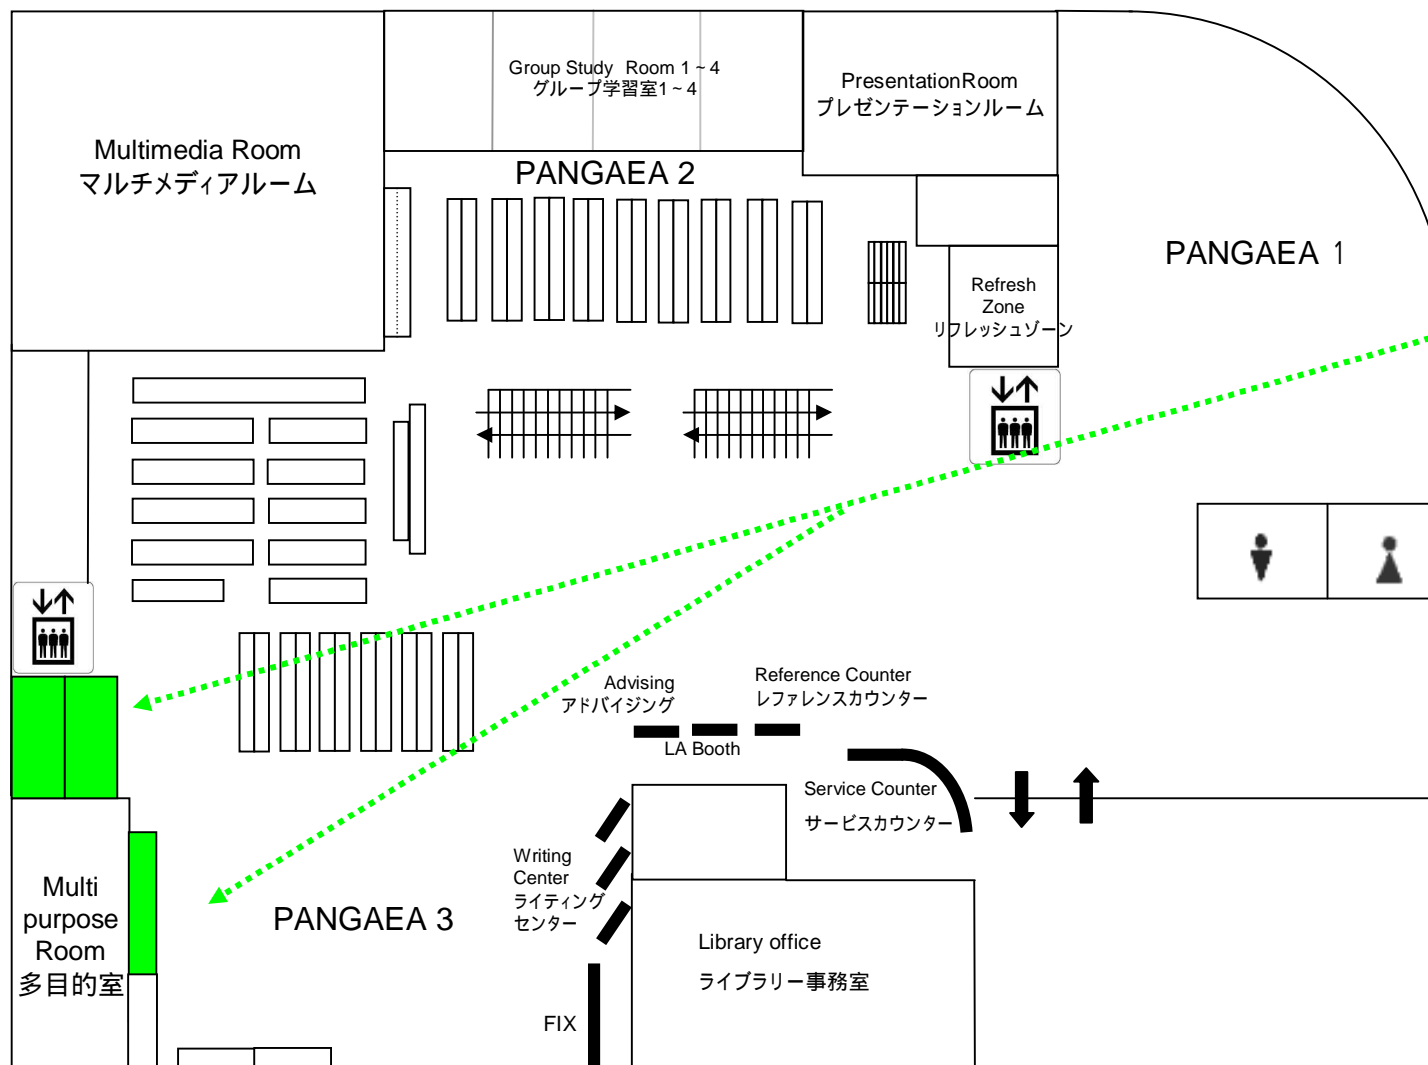 Group Study Room 1~4
グループ学習室1~4
PresentationRoom
プレゼンテーションルーム
Multimedia Room
マルチメディアルーム
PANGAEA 2
PANGAEA 1
Refresh
Zone
リフレッシュゾーン
Advising
アドバイジング
Reference Counter
レファレンスカウンター
LA Booth
Service Counter
サービスカウンター
Writing
Center
ライティング
センター
Multi
purpose
Room
多目的室
PANGAEA 3
Library office
ライブラリー事務室
FIX